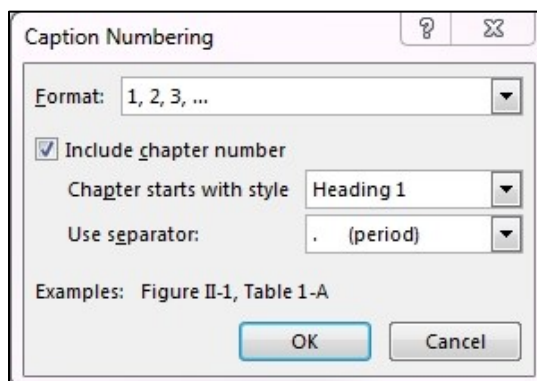 Caption Numbering
Format: 1, 2, 3, ...
Include chapter number
Chapter starts with style Heading 1
Use separator: . (period)
Examples: Figure II-1, Table 1-A
OK Cancel